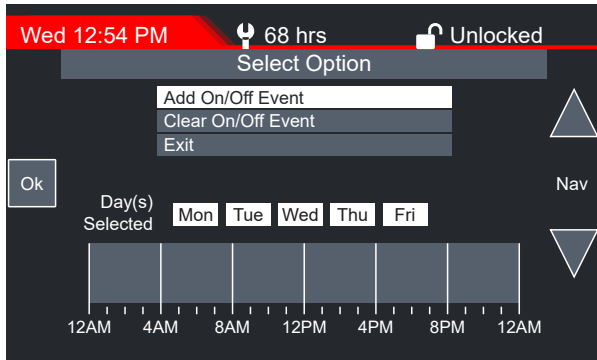 Wed 12:54 PM 68 hrs Unlocked
Select Option
Add On/Off Event
Clear On/Off Event
Exit
Ok
Nav
Day(s)
Selected
Mon Tue Wed Thu Fri
12AM 4AM 8AM 12PM 4PM 8PM 12AM